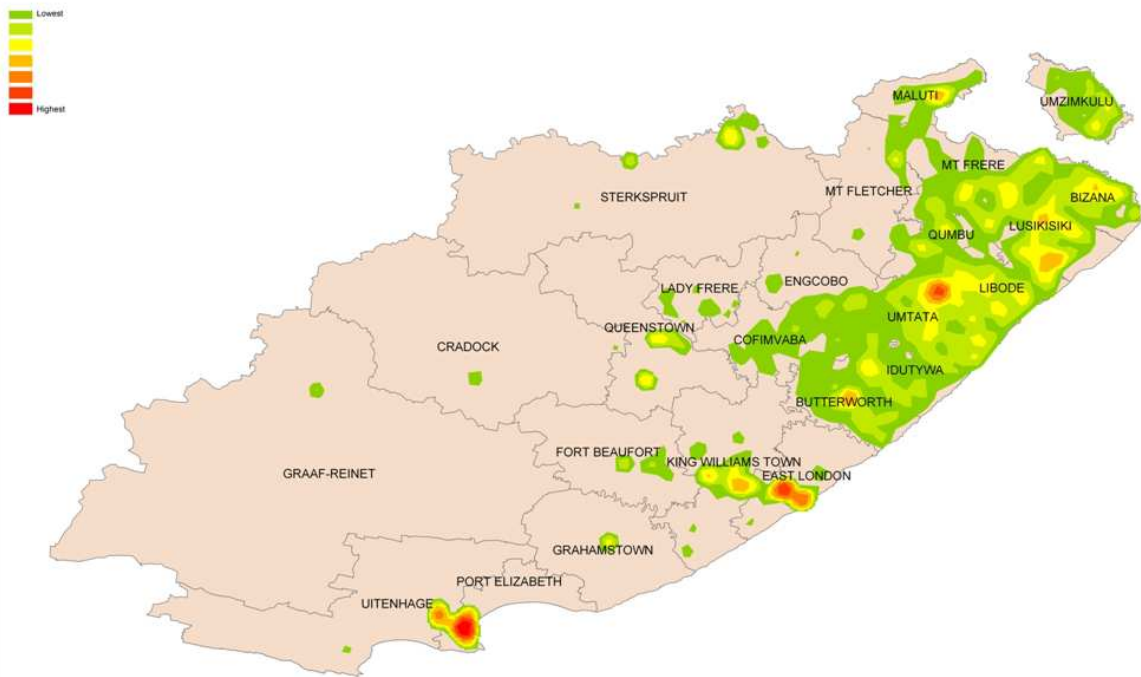 Lowest
Highest
MALUTI
UMZIMKULU
MT FRERE
MT FLETCHER
STERKSPRUIT
BIZANA
LUSIKISIKI
QUMBU
ENGCOBO
LADY FRERE
LIBODE
UMTATA
QUEENSTOWN
COFIMVABA
CRADOCK
IDUTYWA
BUTTERWORTH
FORT BEAUFORT
KING WILLIAMS TOWN
GRAAF-REINET
EAST LONDON
GRAHAMSTOWN
PORT ELIZABETH
UITENHAGE